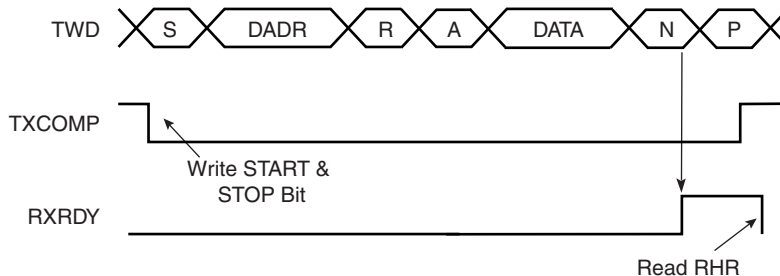 TWD S DADR R A DATA N P
TXCOMP
Write START &
STOP Bit
RXRDY
Read RHR